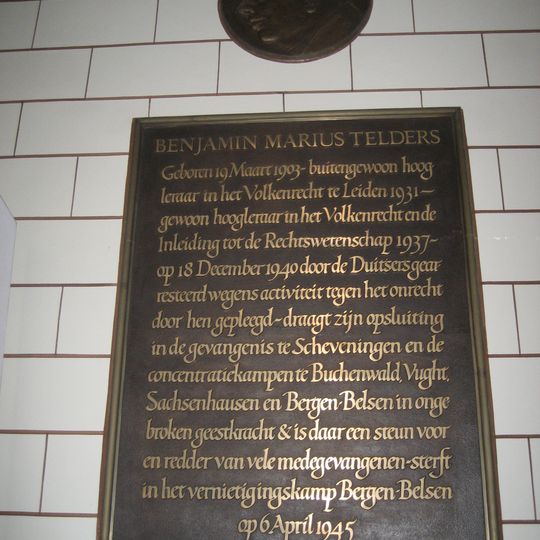 BENJAMIN MARIUS TELDERS
Geboren 19 Maart 1903 - buitengewoon hoog-
leraar in het Volkenrecht te Leiden 1931 -
gewoon hoogleraar in het Volkenrecht en de
Inleiding tot de Rechtswetenschap 1937 -
op 18 December 1940 door de Duitsers gear-
resteerd wegens activiteit tegen het onrecht
door hen gepleegd - draagt zijn opsluiting
in de gevangenis te Scheveningen en de
concentratiekampen te Buchenwald, Vught,
Sachsenhausen en Bergen-Belsen in onge
broken geestkracht & is daar een steun voor
en redder van vele medegevangenen - sterft
in het vernietigingskamp Bergen-Belsen
op 6 April 1945